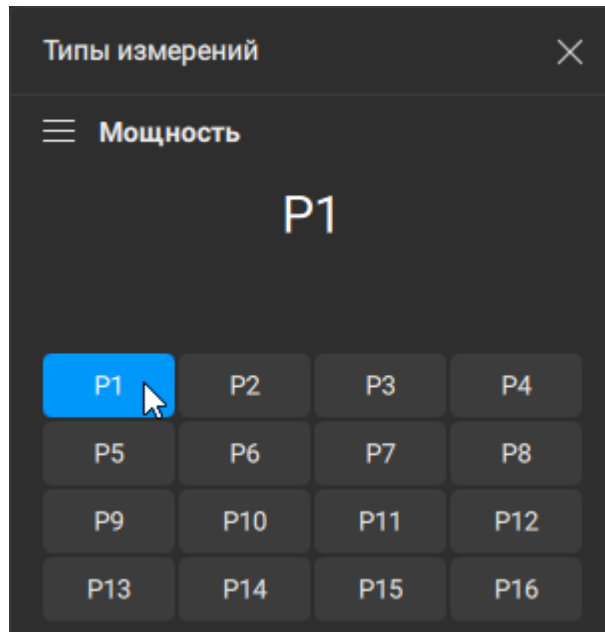 Типы измерений
Мощность
P1
P1 P2 P3 P4
P5 P6 P7 P8
P9 P10 P11 P12
P13 P14 P15 P16